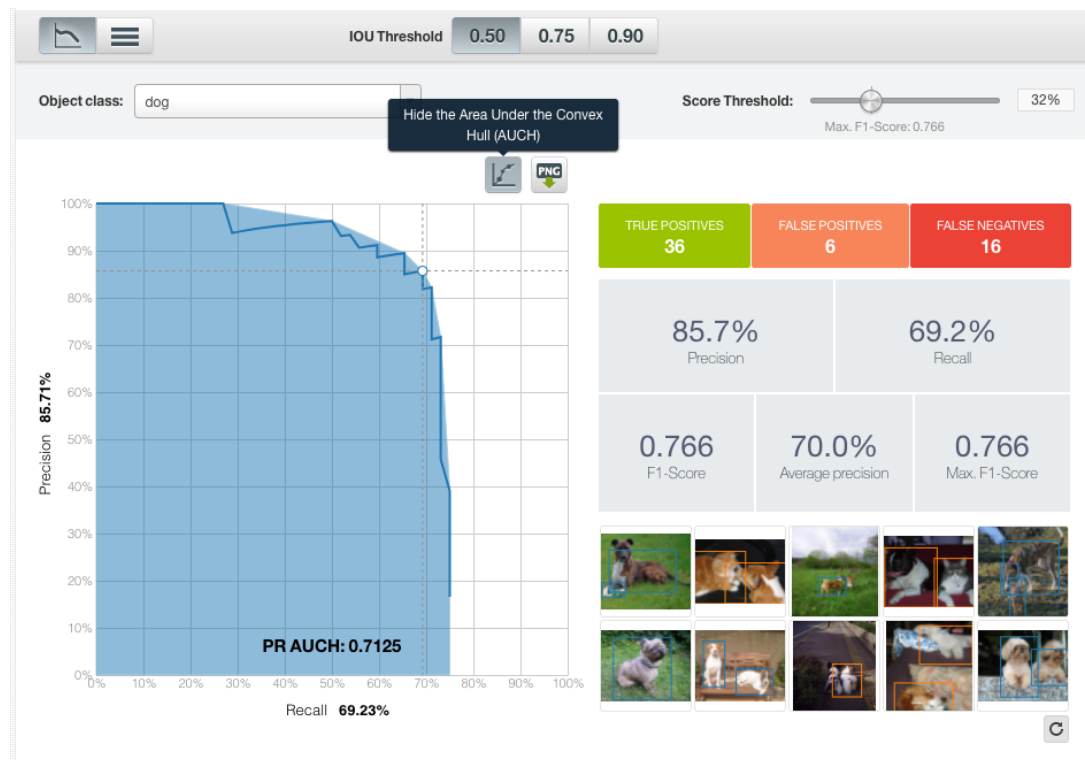 IOU Threshold 0.50 0.75 0.90
Object class: dog
Score Threshold: 32%
Max. F1-Score: 0.766
Hide the Area Under the Convex
Hull (AUCH)
PNG
100%
90%
80%
70%
60%
50%
40%
30%
20%
10%
0%
Precision 85.71%
PR AUCH: 0.7125
0% 10% 20% 30% 40% 50% 60% 70% 80% 90% 100%
Recall 69.23%
TRUE POSITIVES FALSE POSITIVES FALSE NEGATIVES
36 6 16
85.7% 69.2%
Precision Recall
0.766 70.0% 0.766
F1-Score Average precision Max. F1-Score